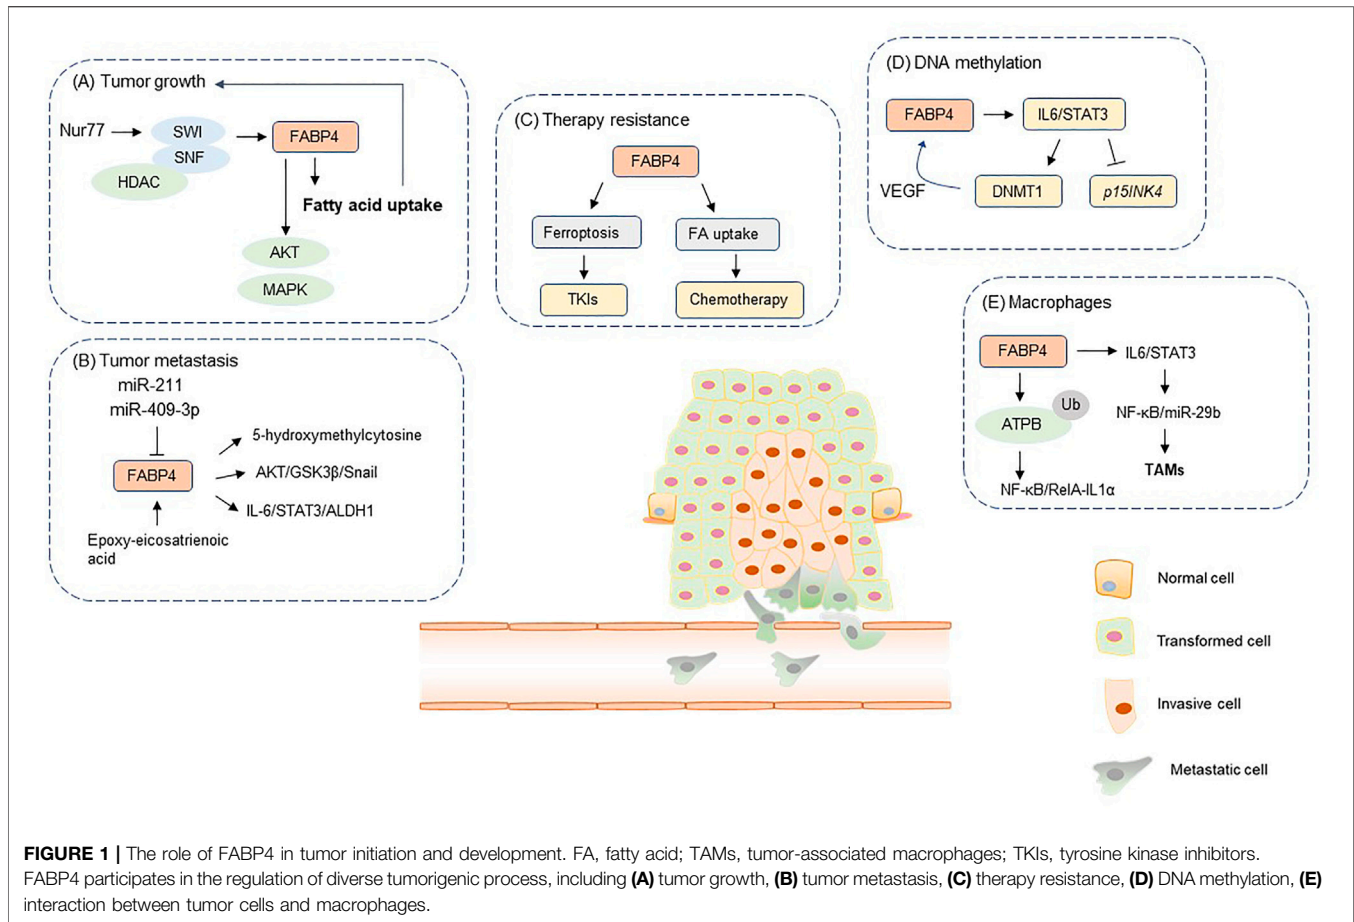 (A) Tumor growth
Nur77
SWI
SNF
HDAC
FABP4
Fatty acid uptake
AKT
MAPK
(B) Tumor metastasis
miR-211
miR-409-3p
FABP4
5-hydroxymethylcytosine
AKT/GSK3β/Snail
IL-6/STAT3/ALDH1
Epoxy-eicosatrienoic
acid
(C) Therapy resistance
FABP4
Ferroptosis
FA uptake
TKIs
Chemotherapy
(D) DNA methylation
FABP4
IL6/STAT3
VEGF
DNMT1
p15INK4
(E) Macrophages
FABP4
IL6/STAT3
Ub
ATPB
NF-κB/miR-29b
TAMs
NF-κB/RelA-IL1α
Normal cell
Transformed cell
Invasive cell
Metastatic cell
FIGURE 1 | The role of FABP4 in tumor initiation and development. FA, fatty acid; TAMs, tumor-associated macrophages; TKIs, tyrosine kinase inhibitors.
FABP4 participates in the regulation of diverse tumorigenic process, including (A) tumor growth, (B) tumor metastasis, (C) therapy resistance, (D) DNA methylation, (E)
interaction between tumor cells and macrophages.